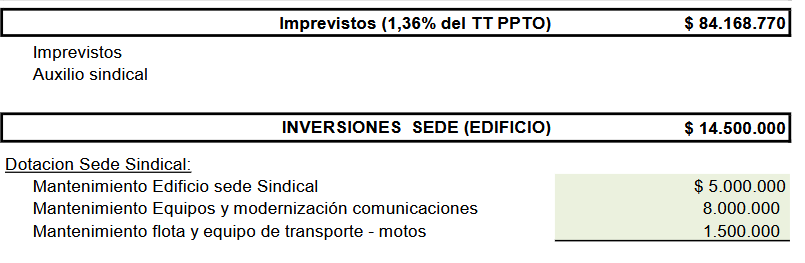 Imprevistos (1,36% del TT PPTO) $ 84.168.770
Imprevistos
Auxilio sindical
INVERSIONES SEDE (EDIFICIO) $ 14.500.000
Dotacion Sede Sindical:
Mantenimiento Edificio sede Sindical $ 5.000.000
Mantenimiento Equipos y modernización comunicaciones 8.000.000
Mantenimiento flota y equipo de transporte - motos 1.500.000